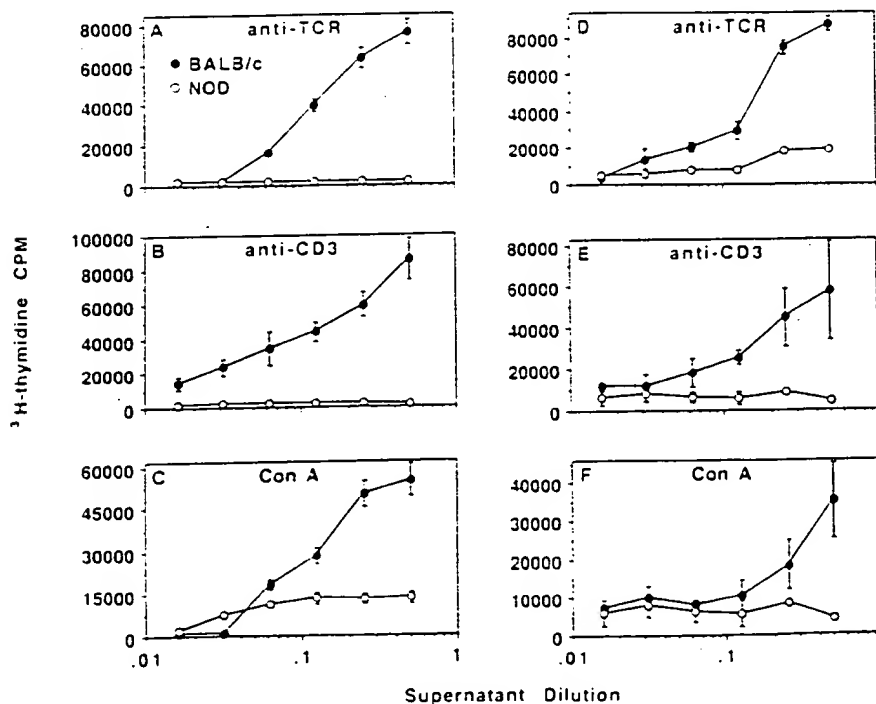 A
anti-TCR
BALB/c
NOD
80000
60000
40000
20000
0
D
anti-TCR
80000
60000
40000
20000
0
B
anti-CD3
100000
80000
60000
40000
20000
0
E
anti-CD3
80000
60000
40000
20000
0
C
Con A
60000
45000
30000
15000
0
.01
.1
1
F
Con A
40000
30000
20000
10000
0
.01
.1
1
³H-thymidine CPM
Supernatant Dilution